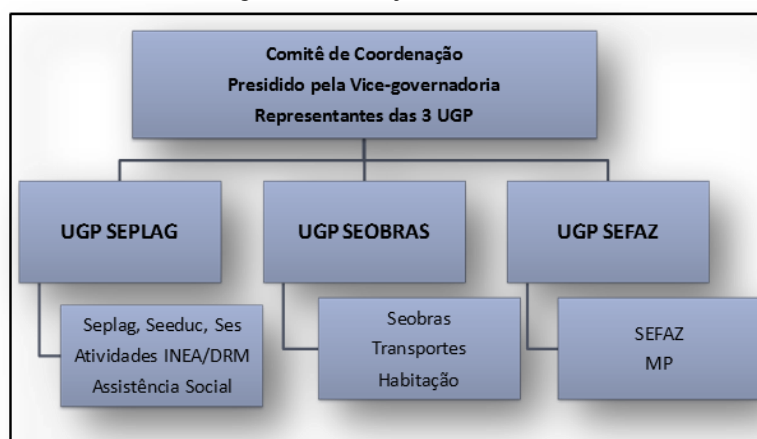 Comitê de Coordenação
Presidido pela Vice-governadoria
Representantes das 3 UGP
UGP SEPLAG
UGP SEOBRAS
UGP SEFAZ
Seplag, Seeduc, Ses
Atividades INEA/DRM
Assistência Social
Seobras
Transportes
Habitação
SEFAZ
MP